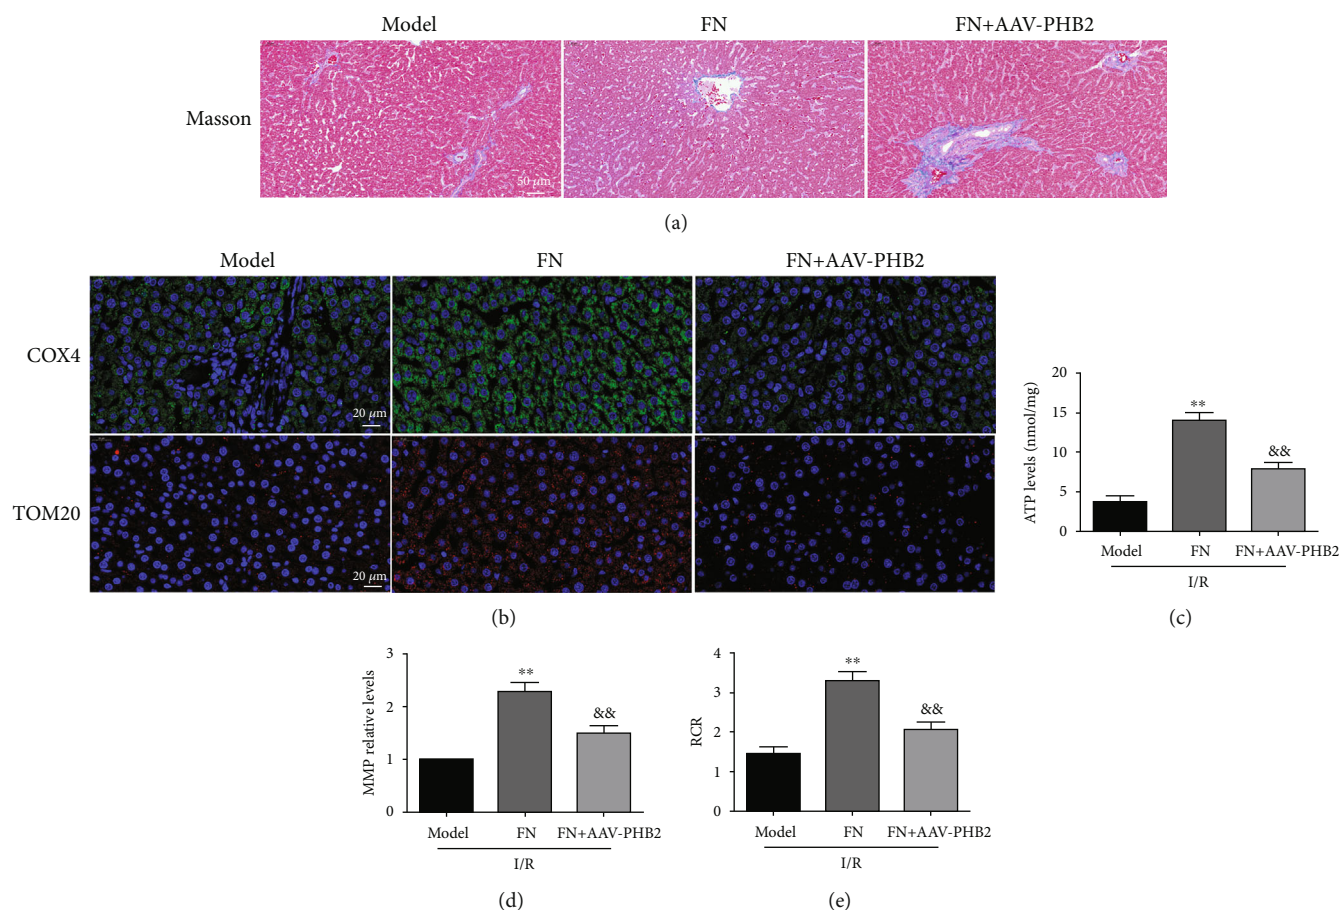 Model FN FN+AAV-PHB2
Masson
50 μm
(a)
Model FN FN+AAV-PHB2
COX4
20 μm
TOM20
20 μm
(b)
ATP levels (nmol/mg)
20
15
10
5
0
**
&&
Model FN FN+AAV-PHB2
I/R
(c)
MMP relative levels
3
2
1
0
**
&&
Model FN FN+AAV-PHB2
I/R
(d)
RCR
4
3
2
1
0
**
&&
Model FN FN+AAV-PHB2
I/R
(e)